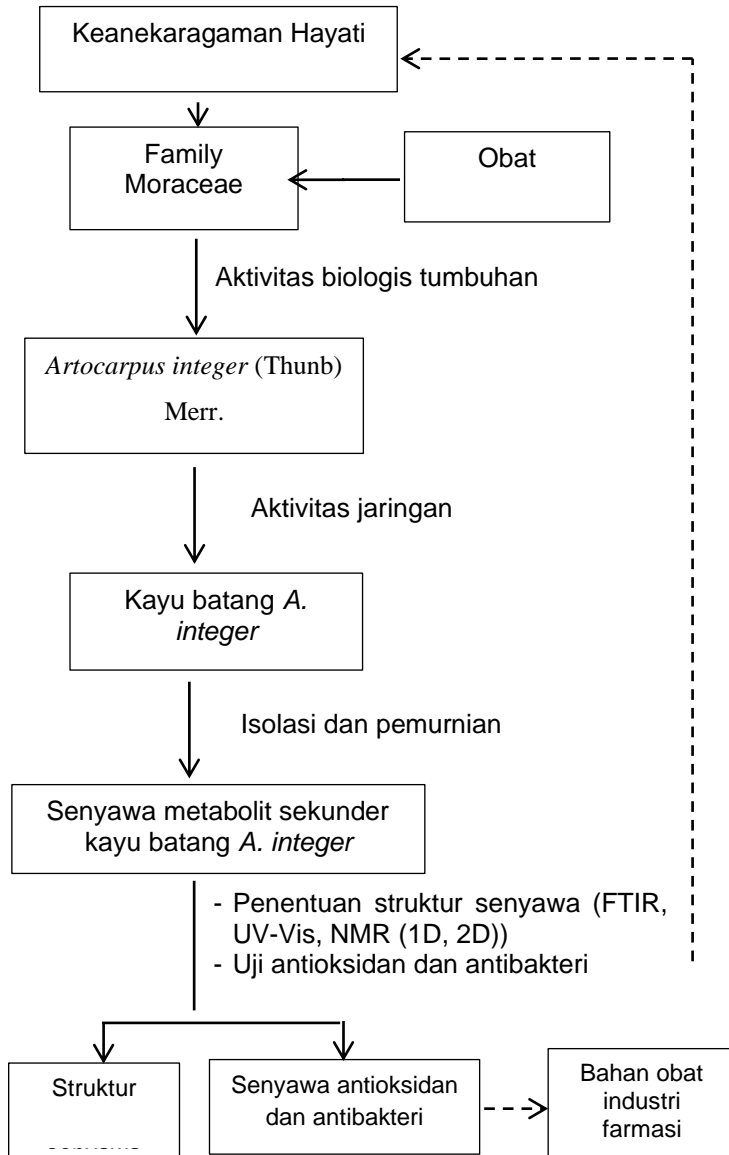 Keanekaragaman Hayati
Family
Moraceae
Obat
Aktivitas biologis tumbuhan
Artocarpus integer (Thunb)
Merr.
Aktivitas jaringan
Kayu batang A.
integer
Isolasi dan pemurnian
Senyawa metabolit sekunder
kayu batang A. integer
- Penentuan struktur senyawa (FTIR,
UV-Vis, NMR (1D, 2D))
- Uji antioksidan dan antibakteri
Struktur
Senyawa antioksidan
dan antibakteri
Bahan obat
industri
farmasi